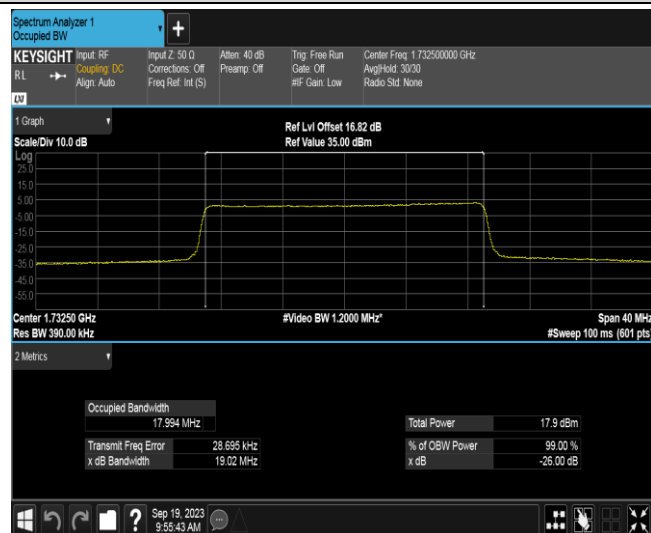 Spectrum Analyzer 1
Occupied BW
KEYSIGHT
RL
LXI
Input: RF
Coupling: DC
Align: Auto
Input Z: 50 Ω
Corrections: Off
Freq Ref: Int (S)
Atten: 40 dB
Preamp: Off
Trig: Free Run
Gate: Off
#IF Gain: Low
Center Freq: 1.732500000 GHz
Avg|Hold: 30/30
Radio Std: None
1 Graph
Scale/Div 10.0 dB
Ref Lvl Offset 16.82 dB
Ref Value 35.00 dBm
Log
25.0
15.0
5.00
-5.00
-15.0
-25.0
-35.0
-45.0
-55.0
Center 1.73250 GHz
#Video BW 1.2000 MHz*
Span 40 MHz
Res BW 390.00 kHz
#Sweep 100 ms (601 pts)
2 Metrics
Occupied Bandwidth
17.994 MHz
Total Power 17.9 dBm
Transmit Freq Error 28.695 kHz
% of OBW Power 99.00 %
x dB Bandwidth 19.02 MHz
x dB -26.00 dB
Sep 19, 2023
9:55:43 AM